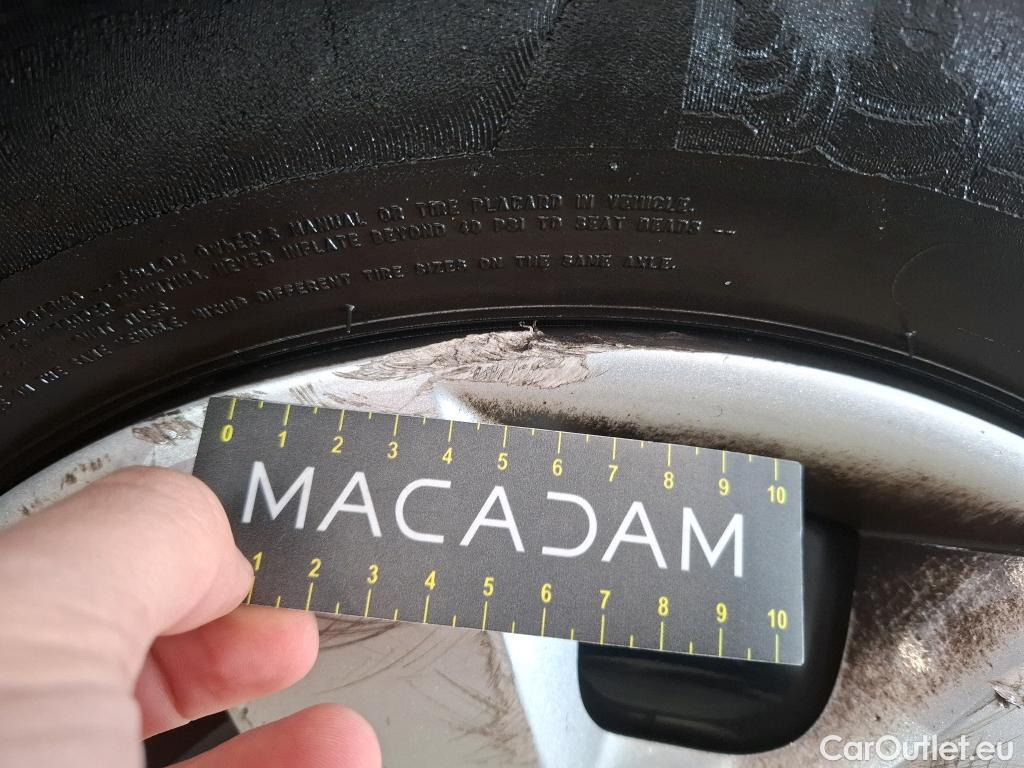 FOLLOW OWNER'S MANUAL OR TIRE PLACARD IN VEHICLE.
NEVER INFLATE BEYOND 40 PSI TO SEAT BEADS --
DIFFERENT TIRE SIZES ON THE SAME AXLE.
0 1 2 3 4 5 6 7 8 9 10
MACADAM
1 2 3 4 5 6 7 8 9 10
CarOutlet.eu